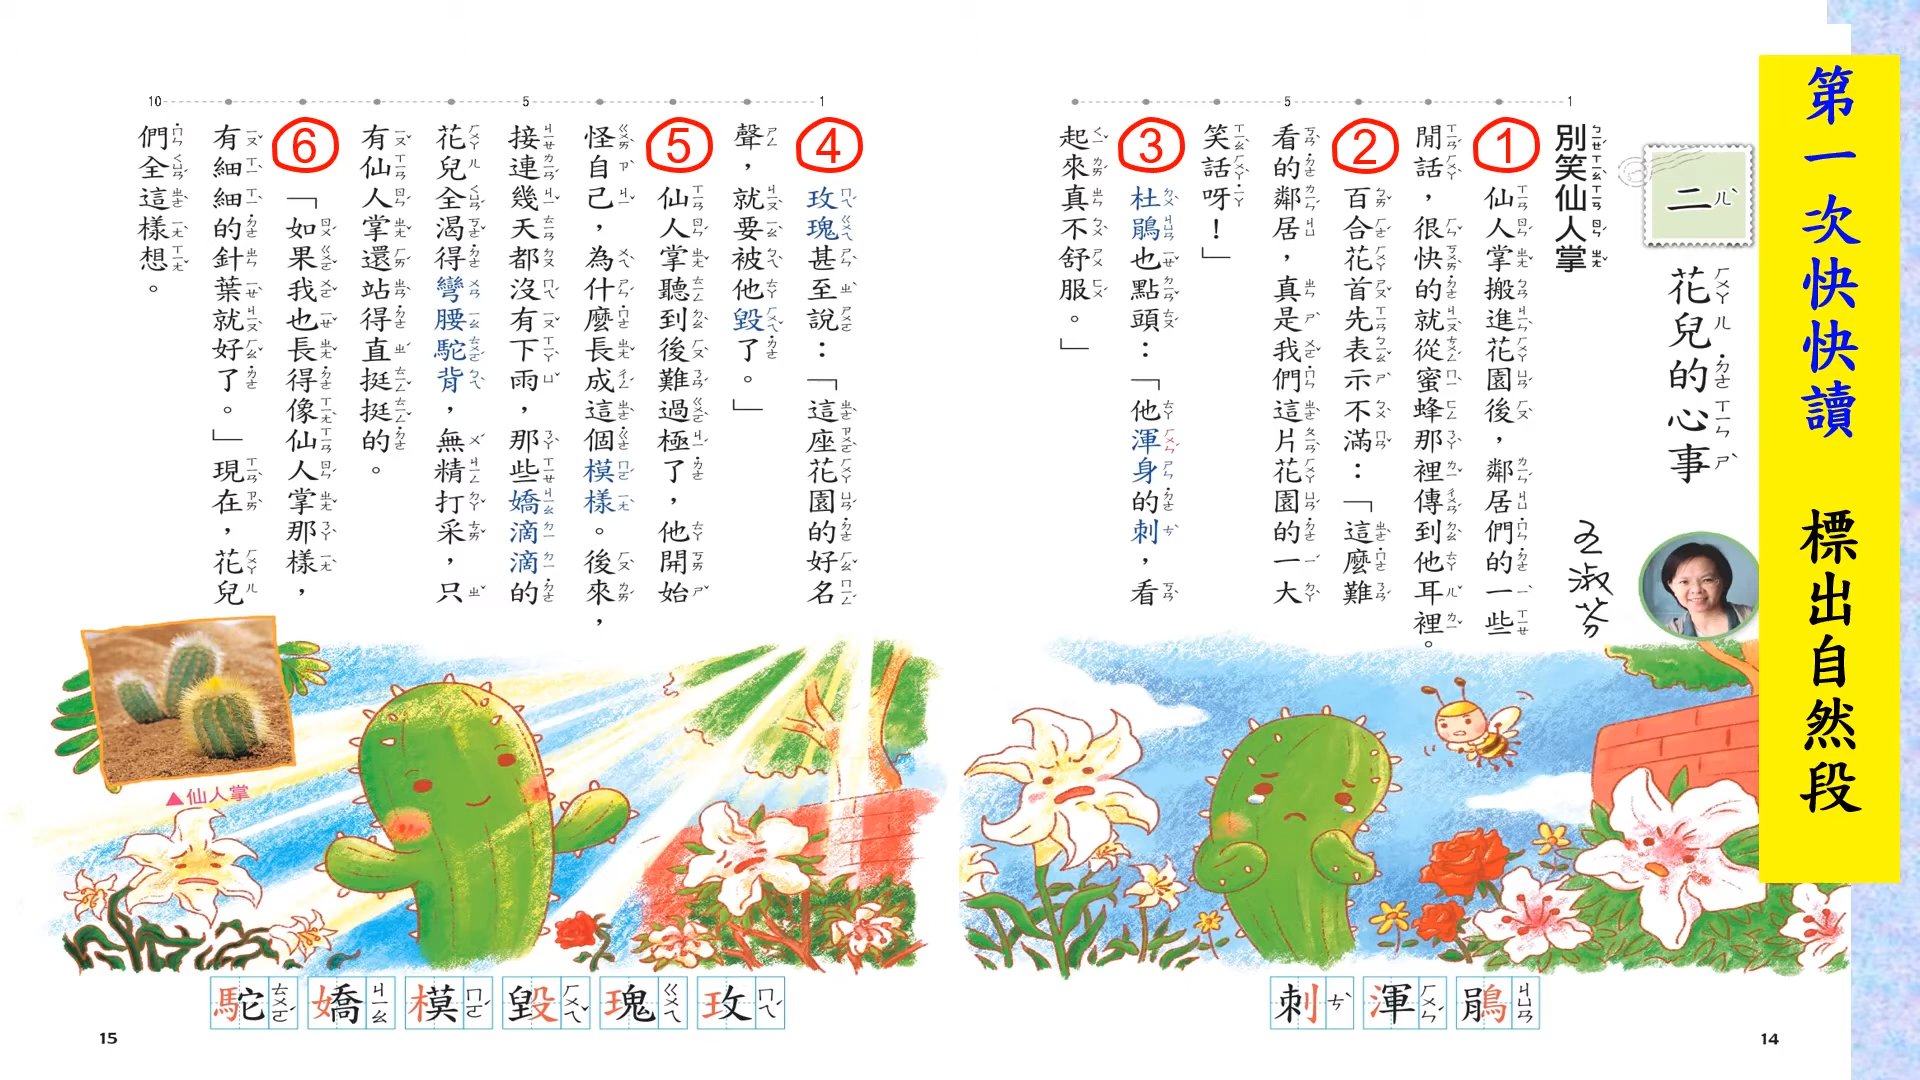 第一次快快讀 標出自然段
二 花兒的心事
王淑芬
別笑仙人掌
① 仙人掌搬進花園後，鄰居們的一些
閒話，很快的就從蜜蜂那裡傳到他耳裡。
② 百合花首先表示不滿：「這麼難
看的鄰居，真是我們這片花園的一大
笑話呀！」
③ 杜鵑也點頭：「他渾身的刺，看
起來真不舒服。」
鵑 渾 刺
14
④ 玫瑰甚至說：「這座花園的好名
聲，就要被他毀了。」
⑤ 仙人掌聽到後難過極了，他開始
怪自己，為什麼長成這個模樣。後來，
接連幾天都沒有下雨，那些嬌滴滴的
花兒全渴得彎腰駝背，無精打采，只
有仙人掌還站得直挺挺的。
⑥ 「如果我也長得像仙人掌那樣，
有細細的針葉就好了。」現在，花兒
們全這樣想。
▲仙人掌
玫 瑰 毀 模 嬌 駝
15
1 5
1 5 10